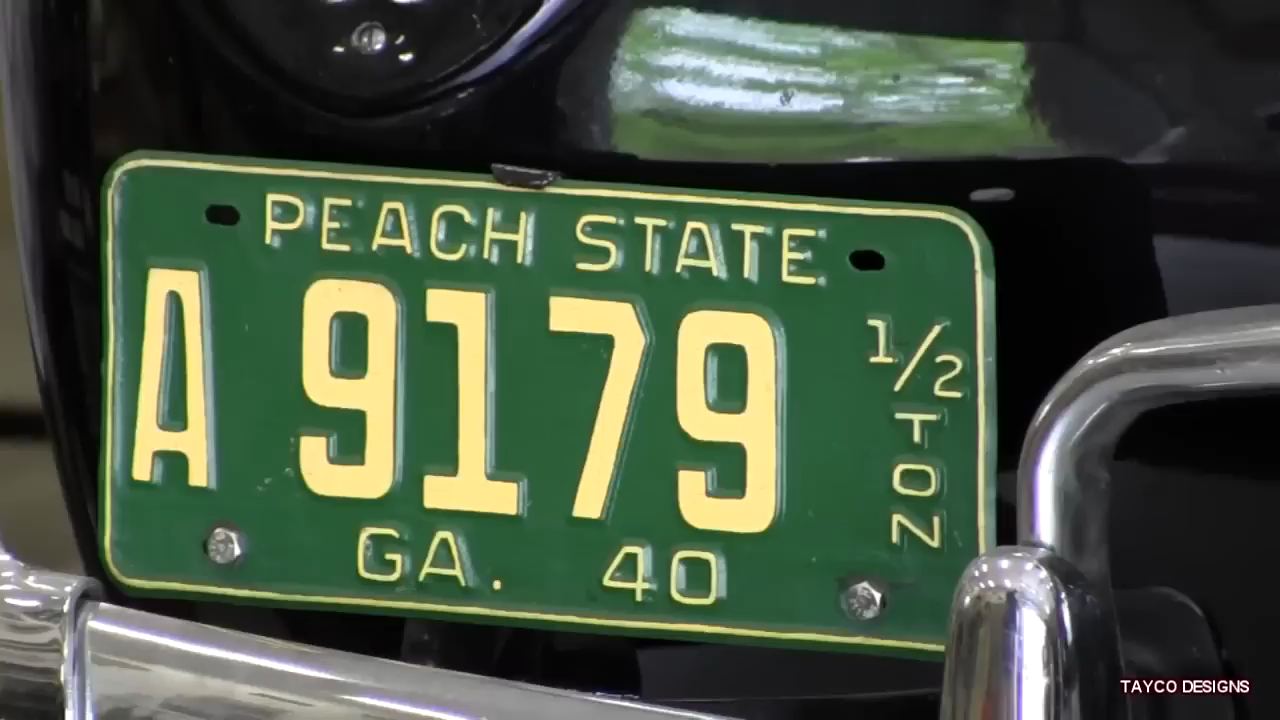 PEACH STATE
A 9179
1/2
TON
GA. 40
TAYCO DESIGNS